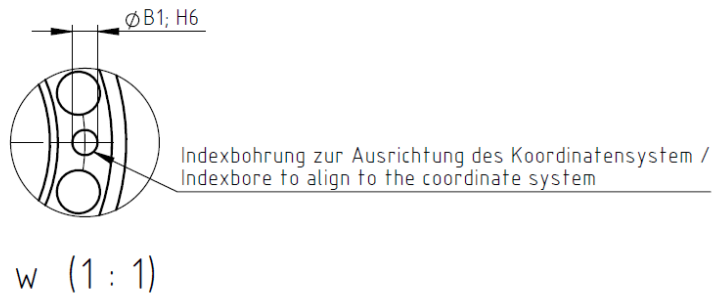 ⌀B1; H6
Indexbohrung zur Ausrichtung des Koordinatensystem /
Indexbore to align to the coordinate system
w (1 : 1)